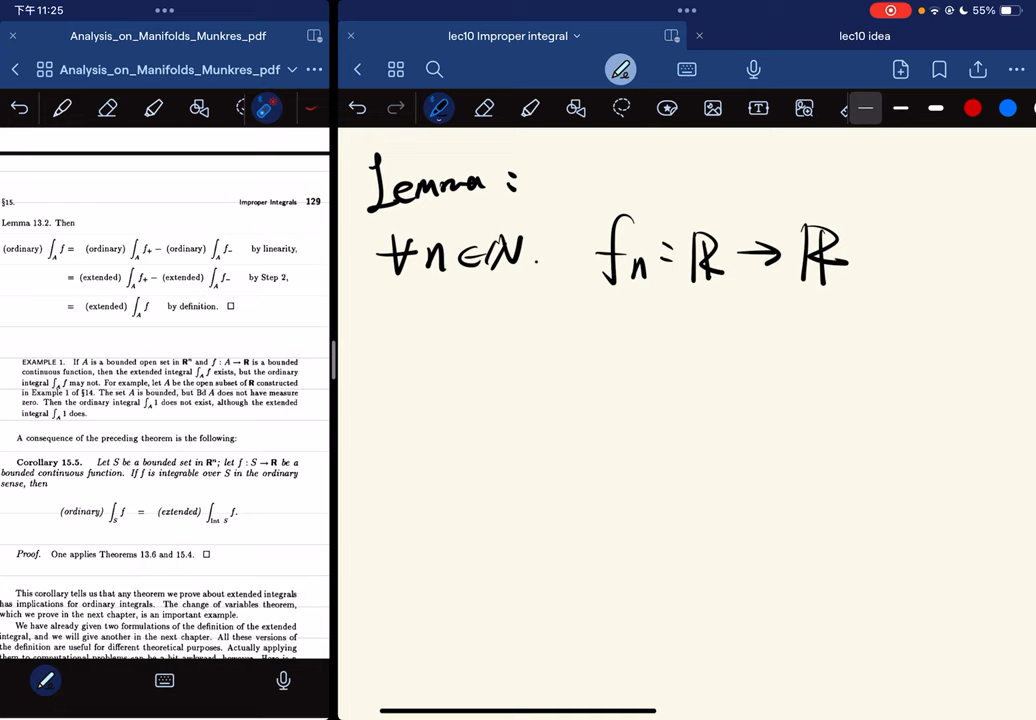 下午11:25
55%
Analysis_on_Manifolds_Munkres_pdf
lec10 Improper integral
lec10 idea
Analysis_on_Manifolds_Munkres_pdf
§15.
Improper Integrals 129
Lemma 13.2. Then
(ordinary) ∫_A f = (ordinary) ∫_A f₊ − (ordinary) ∫_A f₋ by linearity,
= (extended) ∫_A f₊ − (extended) ∫_A f₋ by Step 2,
= (extended) ∫_A f by definition. □
EXAMPLE 1. If A is a bounded open set in Rⁿ and f : A → R is a bounded
continuous function, then the extended integral ∫_A f exists, but the ordinary
integral ∫_A f may not. For example, let A be the open subset of R constructed
in Example 1 of §14. The set A is bounded, but Bd A does not have measure
zero. Then the ordinary integral ∫_A 1 does not exist, although the extended
integral ∫_A 1 does.
A consequence of the preceding theorem is the following:
Corollary 15.5. Let S be a bounded set in Rⁿ; let f : S → R be a
bounded continuous function. If f is integrable over S in the ordinary
sense, then
(ordinary) ∫_S f = (extended) ∫_Int S f.
Proof. One applies Theorems 13.6 and 15.4. □
This corollary tells us that any theorem we prove about extended integrals
has implications for ordinary integrals. The change of variables theorem,
which we prove in the next chapter, is an important example.
We have already given two formulations of the definition of the extended
integral, and we will give another in the next chapter. All these versions of
the definition are useful for different theoretical purposes. Actually applying
them to computational problems can be a bit awkward, however. Here is a
Lemma :
∀n∈ℕ. fₙ : ℝ → ℝ